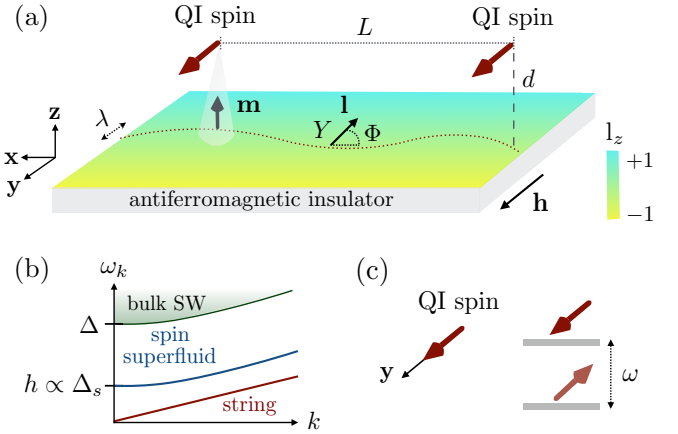 (a)
QI spin
QI spin
L
d
m
l
λ
Y
Φ
z
x
y
l_z
+1
−1
antiferromagnetic insulator
h
(b)
ω_k
bulk SW
Δ
spin
superfluid
h ∝ Δ_s
string
k
(c)
QI spin
y
ω